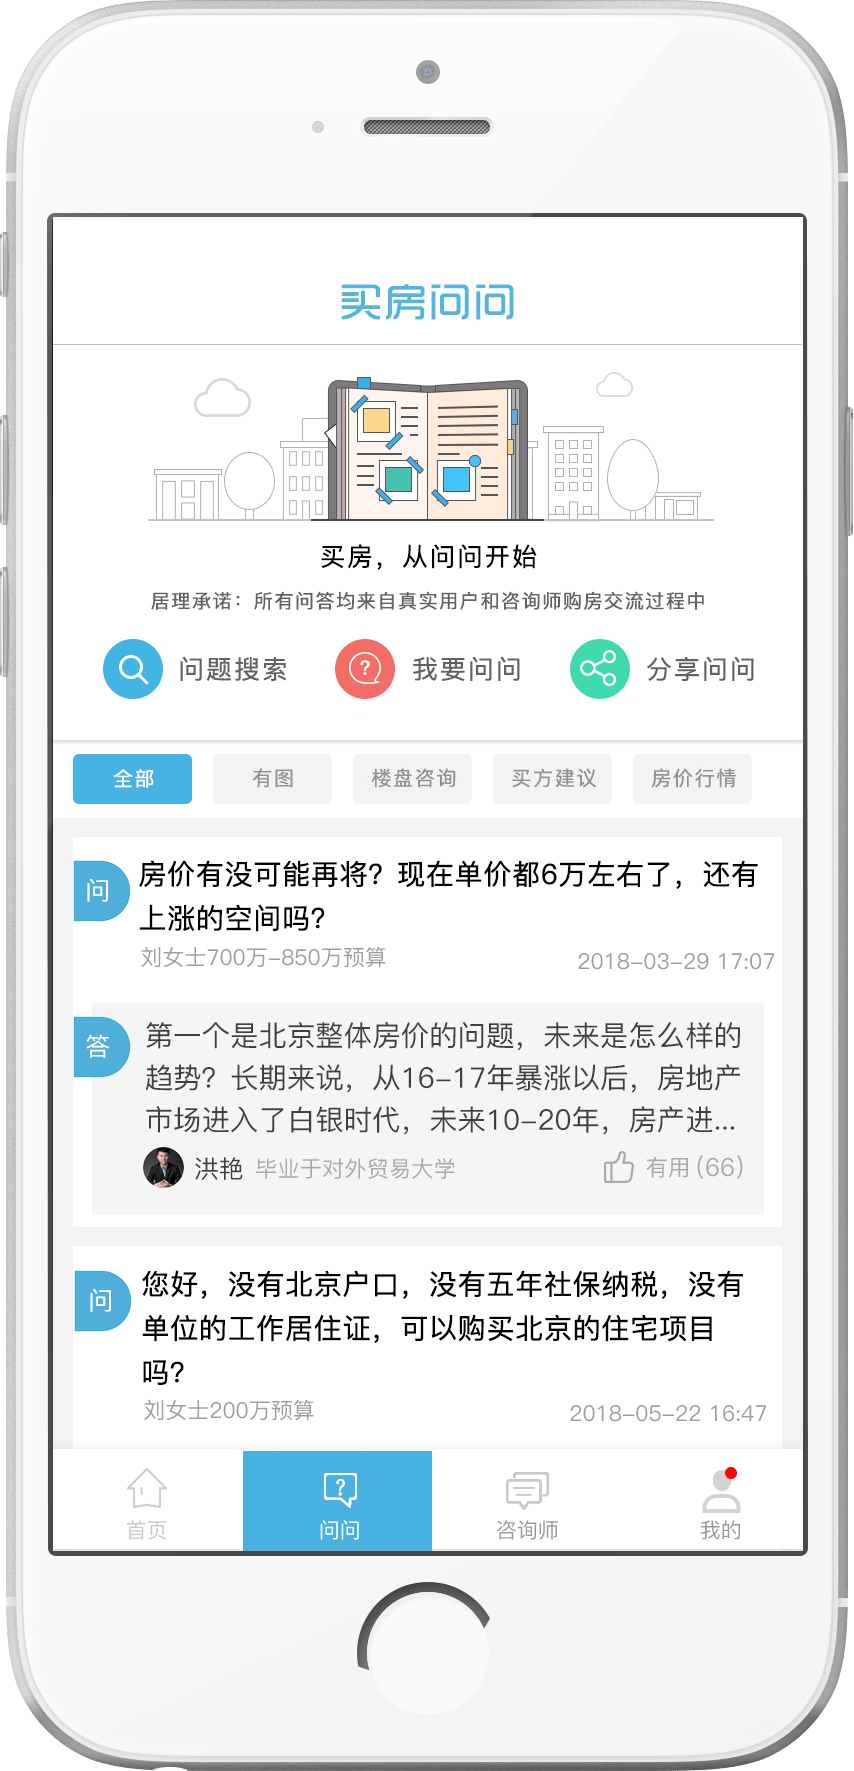 买房问问
买房，从问问开始
居理承诺：所有问答均来自真实用户和咨询师购房交流过程中
问题搜索 我要问问 分享问问
全部 有图 楼盘咨询 买方建议 房价行情
问 房价有没可能再将？现在单价都6万左右了，还有
上涨的空间吗？
刘女士700万-850万预算 2018-03-29 17:07
答 第一个是北京整体房价的问题，未来是怎么样的
趋势？长期来说，从16-17年暴涨以后，房地产
市场进入了白银时代，未来10-20年，房产进...
洪艳 毕业于对外贸易大学 有用(66)
问 您好，没有北京户口，没有五年社保纳税，没有
单位的工作居住证，可以购买北京的住宅项目
吗？
刘女士200万预算 2018-05-22 16:47
首页 问问 咨询师 我的